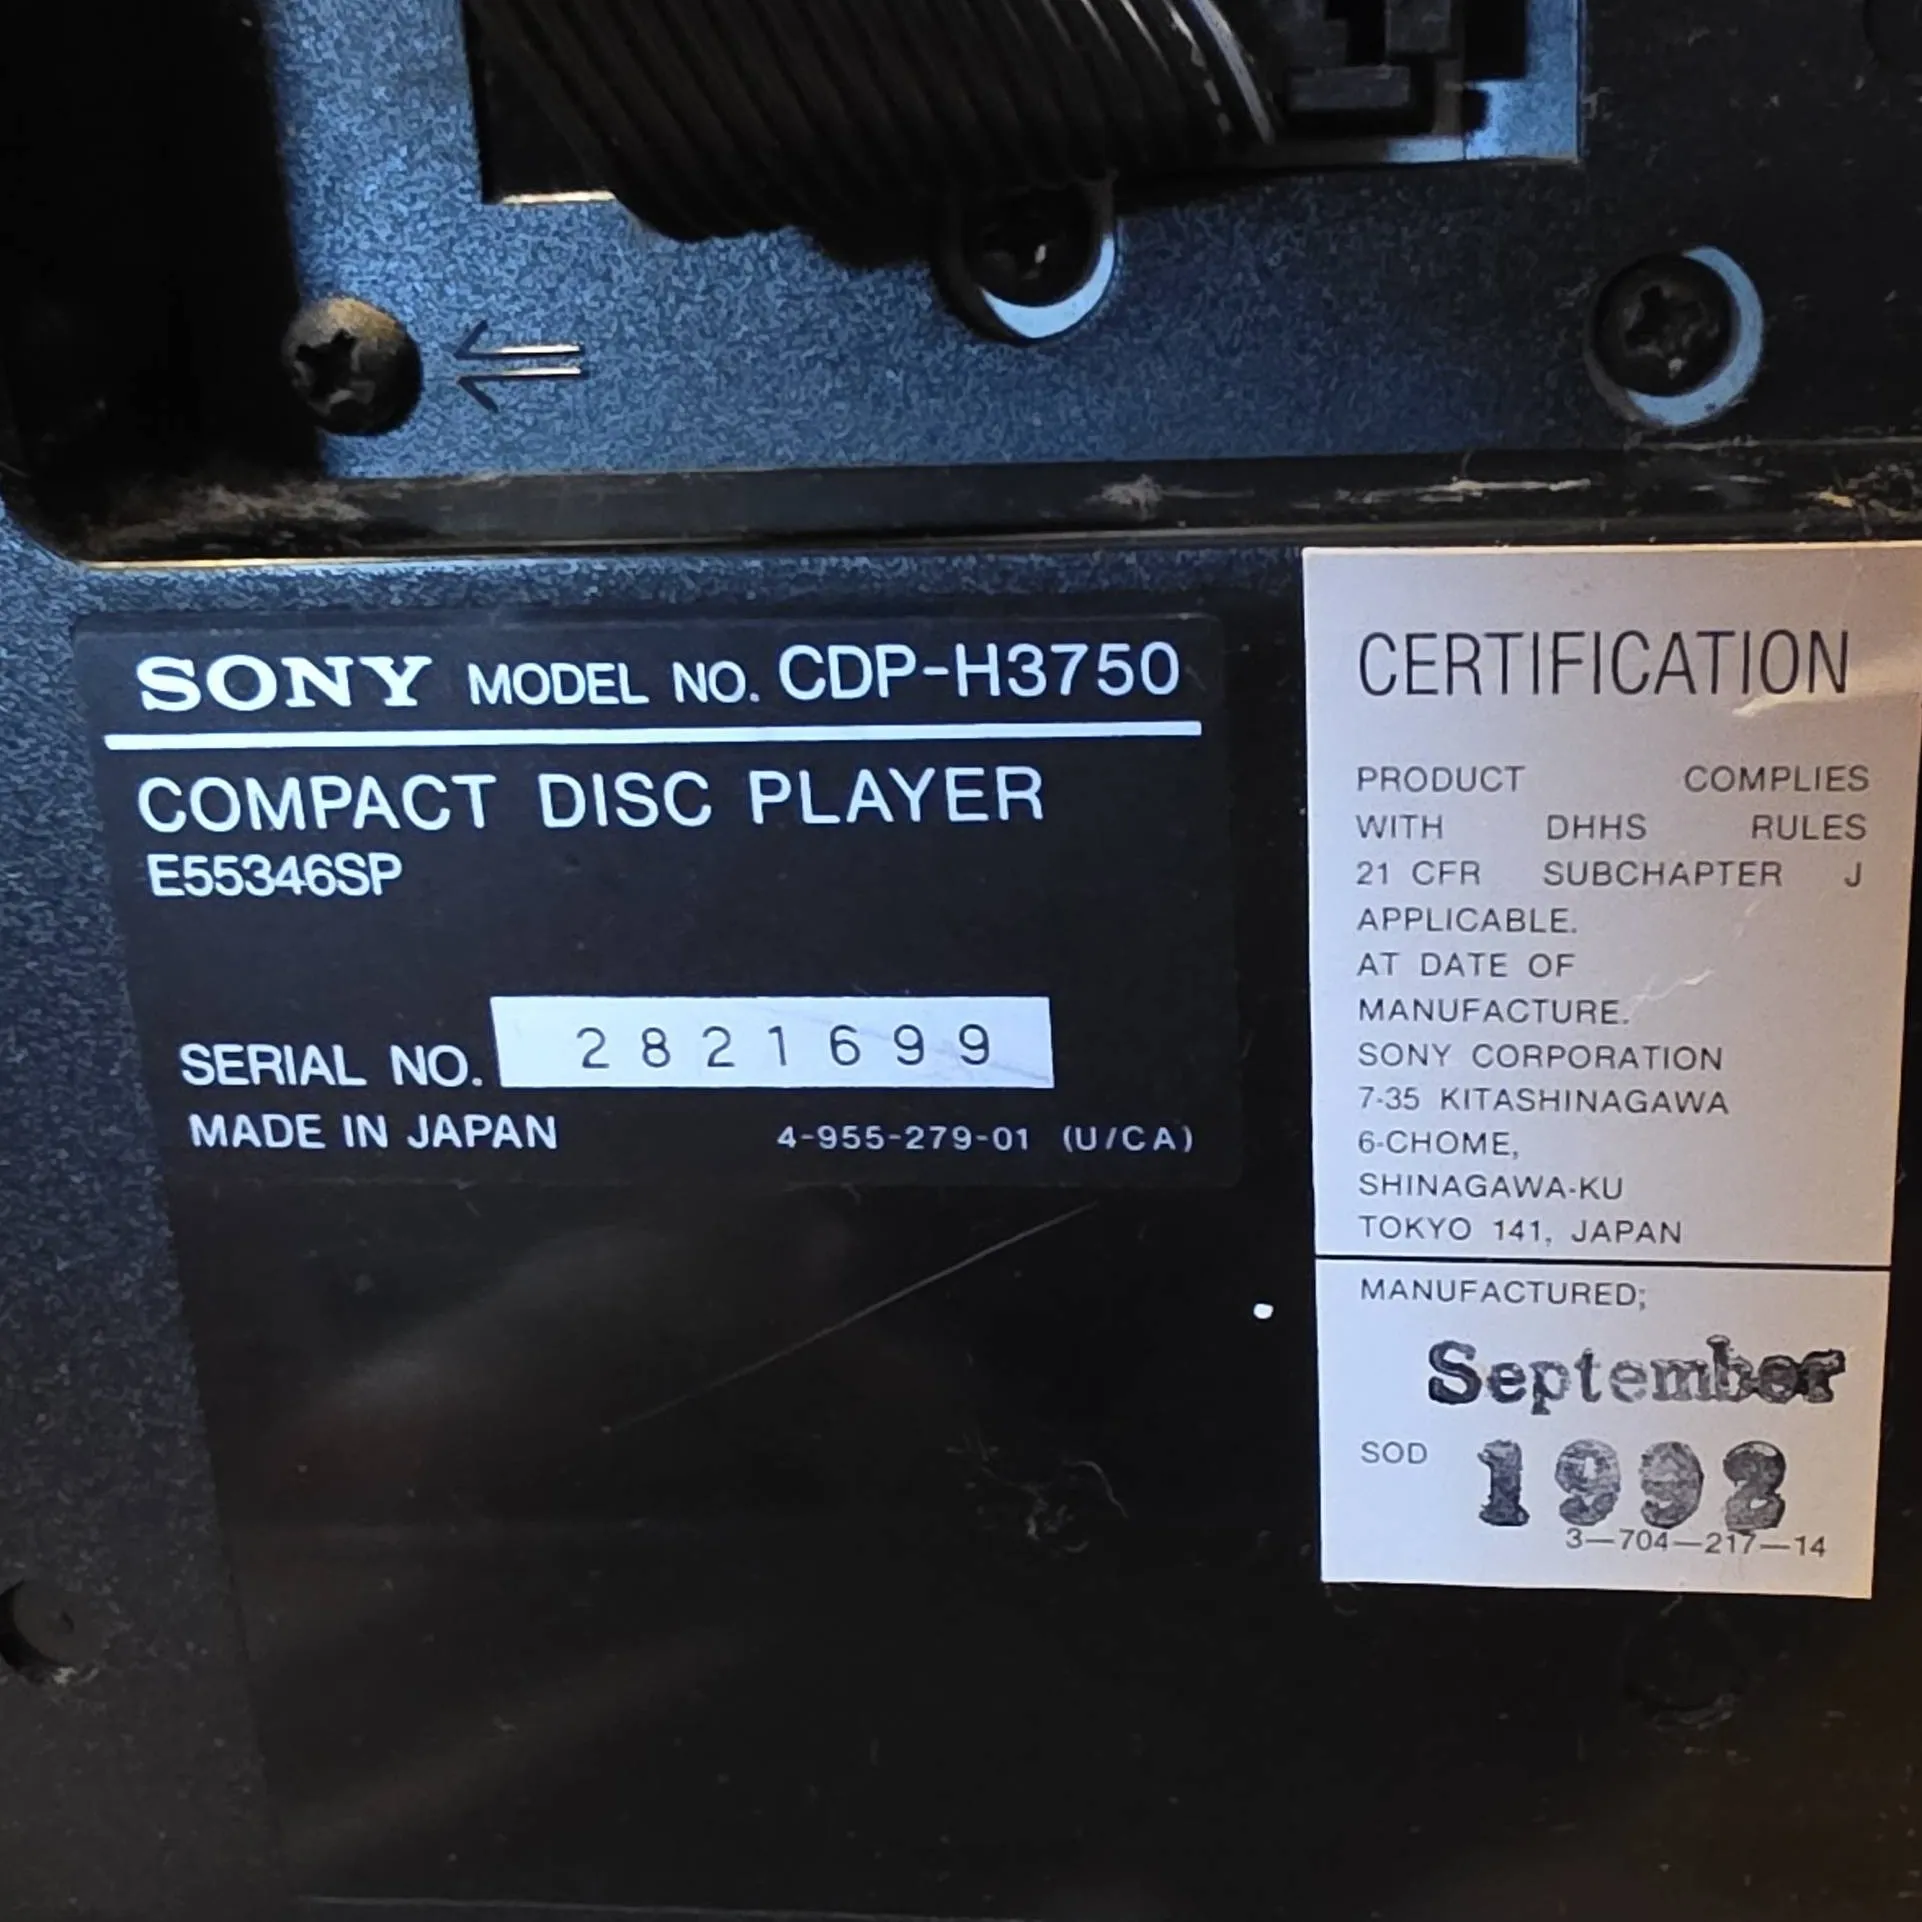 SONY MODEL NO. CDP-H3750
COMPACT DISC PLAYER
E55346SP
SERIAL NO. 2821699
MADE IN JAPAN 4-955-279-01 (U/CA)
CERTIFICATION
PRODUCT COMPLIES
WITH DHHS RULES
21 CFR SUBCHAPTER J
APPLICABLE.
AT DATE OF
MANUFACTURE.
SONY CORPORATION
7-35 KITASHINAGAWA
6-CHOME,
SHINAGAWA-KU
TOKYO 141, JAPAN
MANUFACTURED;
September
SOD 1992
3—704—217—14